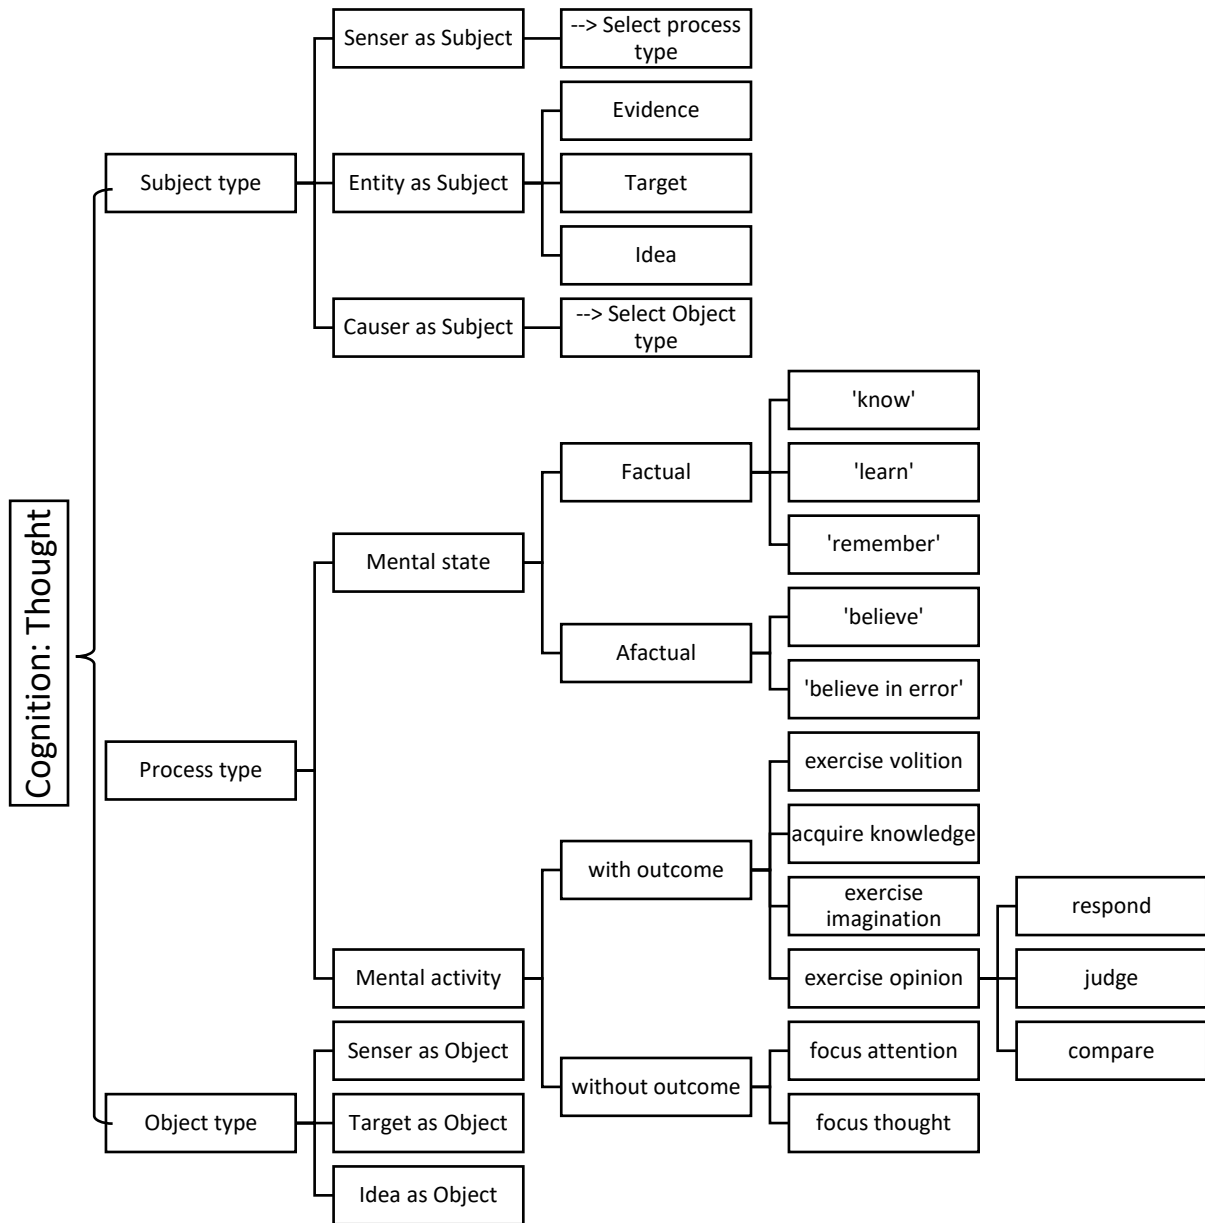 Cognition: Thought
Subject type
Senser as Subject
--> Select process
type
Entity as Subject
Evidence
Target
Idea
Causer as Subject
--> Select Object
type
Process type
Mental state
Factual
'know'
'learn'
'remember'
Afactual
'believe'
'believe in error'
Mental activity
with outcome
exercise volition
acquire knowledge
exercise
imagination
exercise opinion
respond
judge
compare
without outcome
focus attention
focus thought
Object type
Senser as Object
Target as Object
Idea as Object